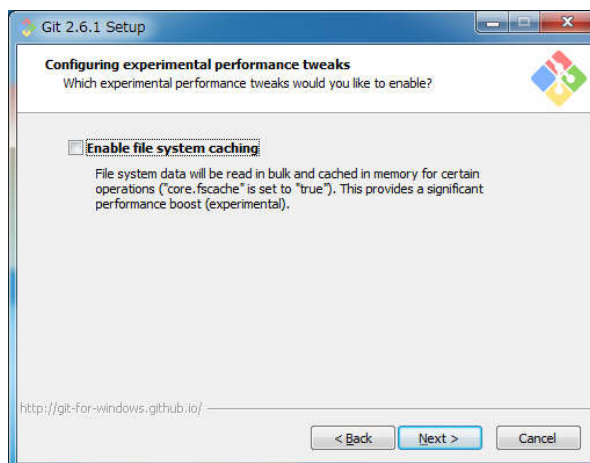 Git 2.6.1 Setup
Configuring experimental performance tweaks
Which experimental performance tweaks would you like to enable?
Enable file system caching
File system data will be read in bulk and cached in memory for certain
operations ("core.fscache" is set to "true"). This provides a significant
performance boost (experimental).
http://git-for-windows.github.io/
< Back
Next >
Cancel